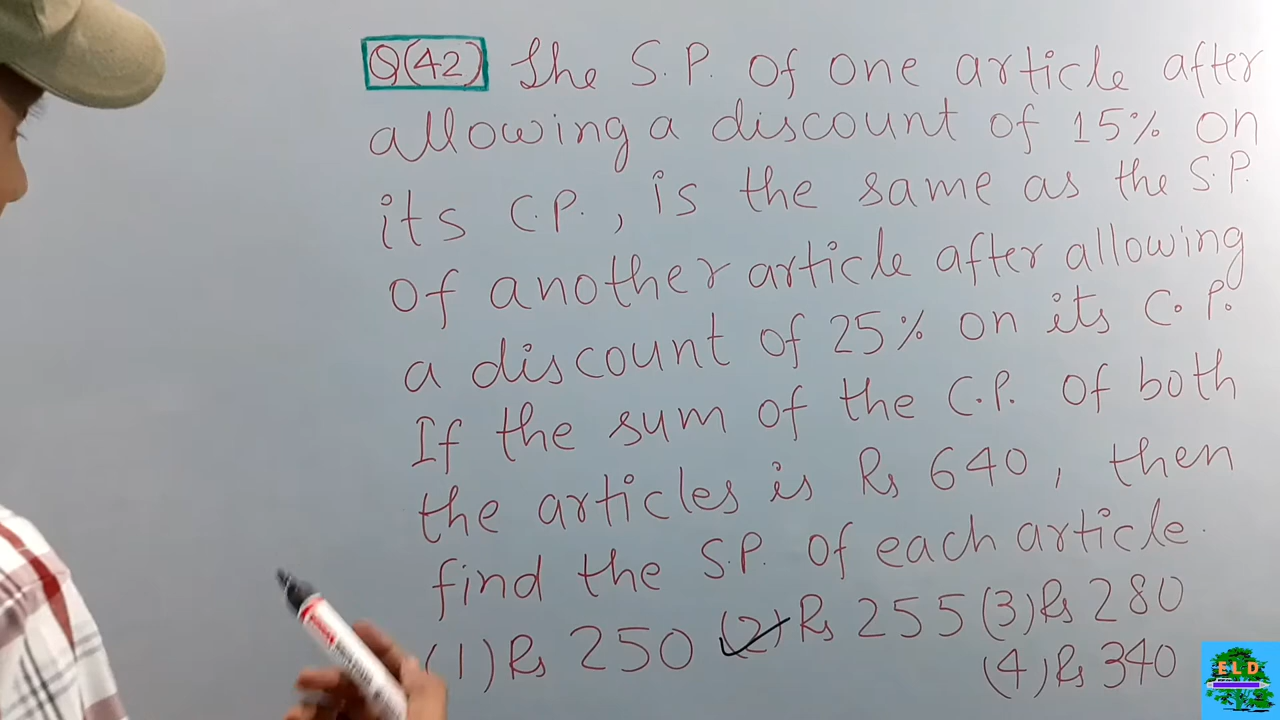 Q(42) The S.P. of one article after
allowing a discount of 15% on
its C.P., is the same as the S.P.
of another article after allowing
a discount of 25% on its C.P.
If the sum of the C.P. of both
the articles is Rs 640, then
find the S.P. of each article.
(1) Rs 250 (2) Rs 255 (3) Rs 280
(4) Rs 340
ELD